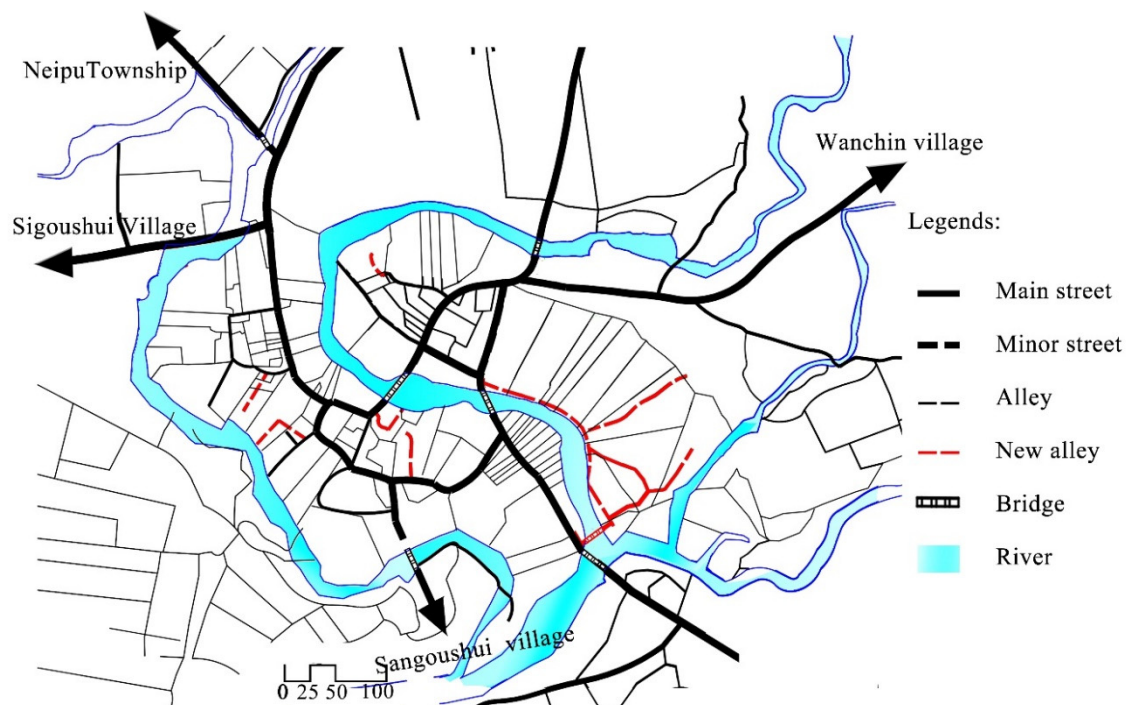 NeipuTownship
Wanchin village
Sigoushui Village
Legends:
Main street
Minor street
Alley
New alley
Bridge
River
Sangoushui village
0 25 50 100